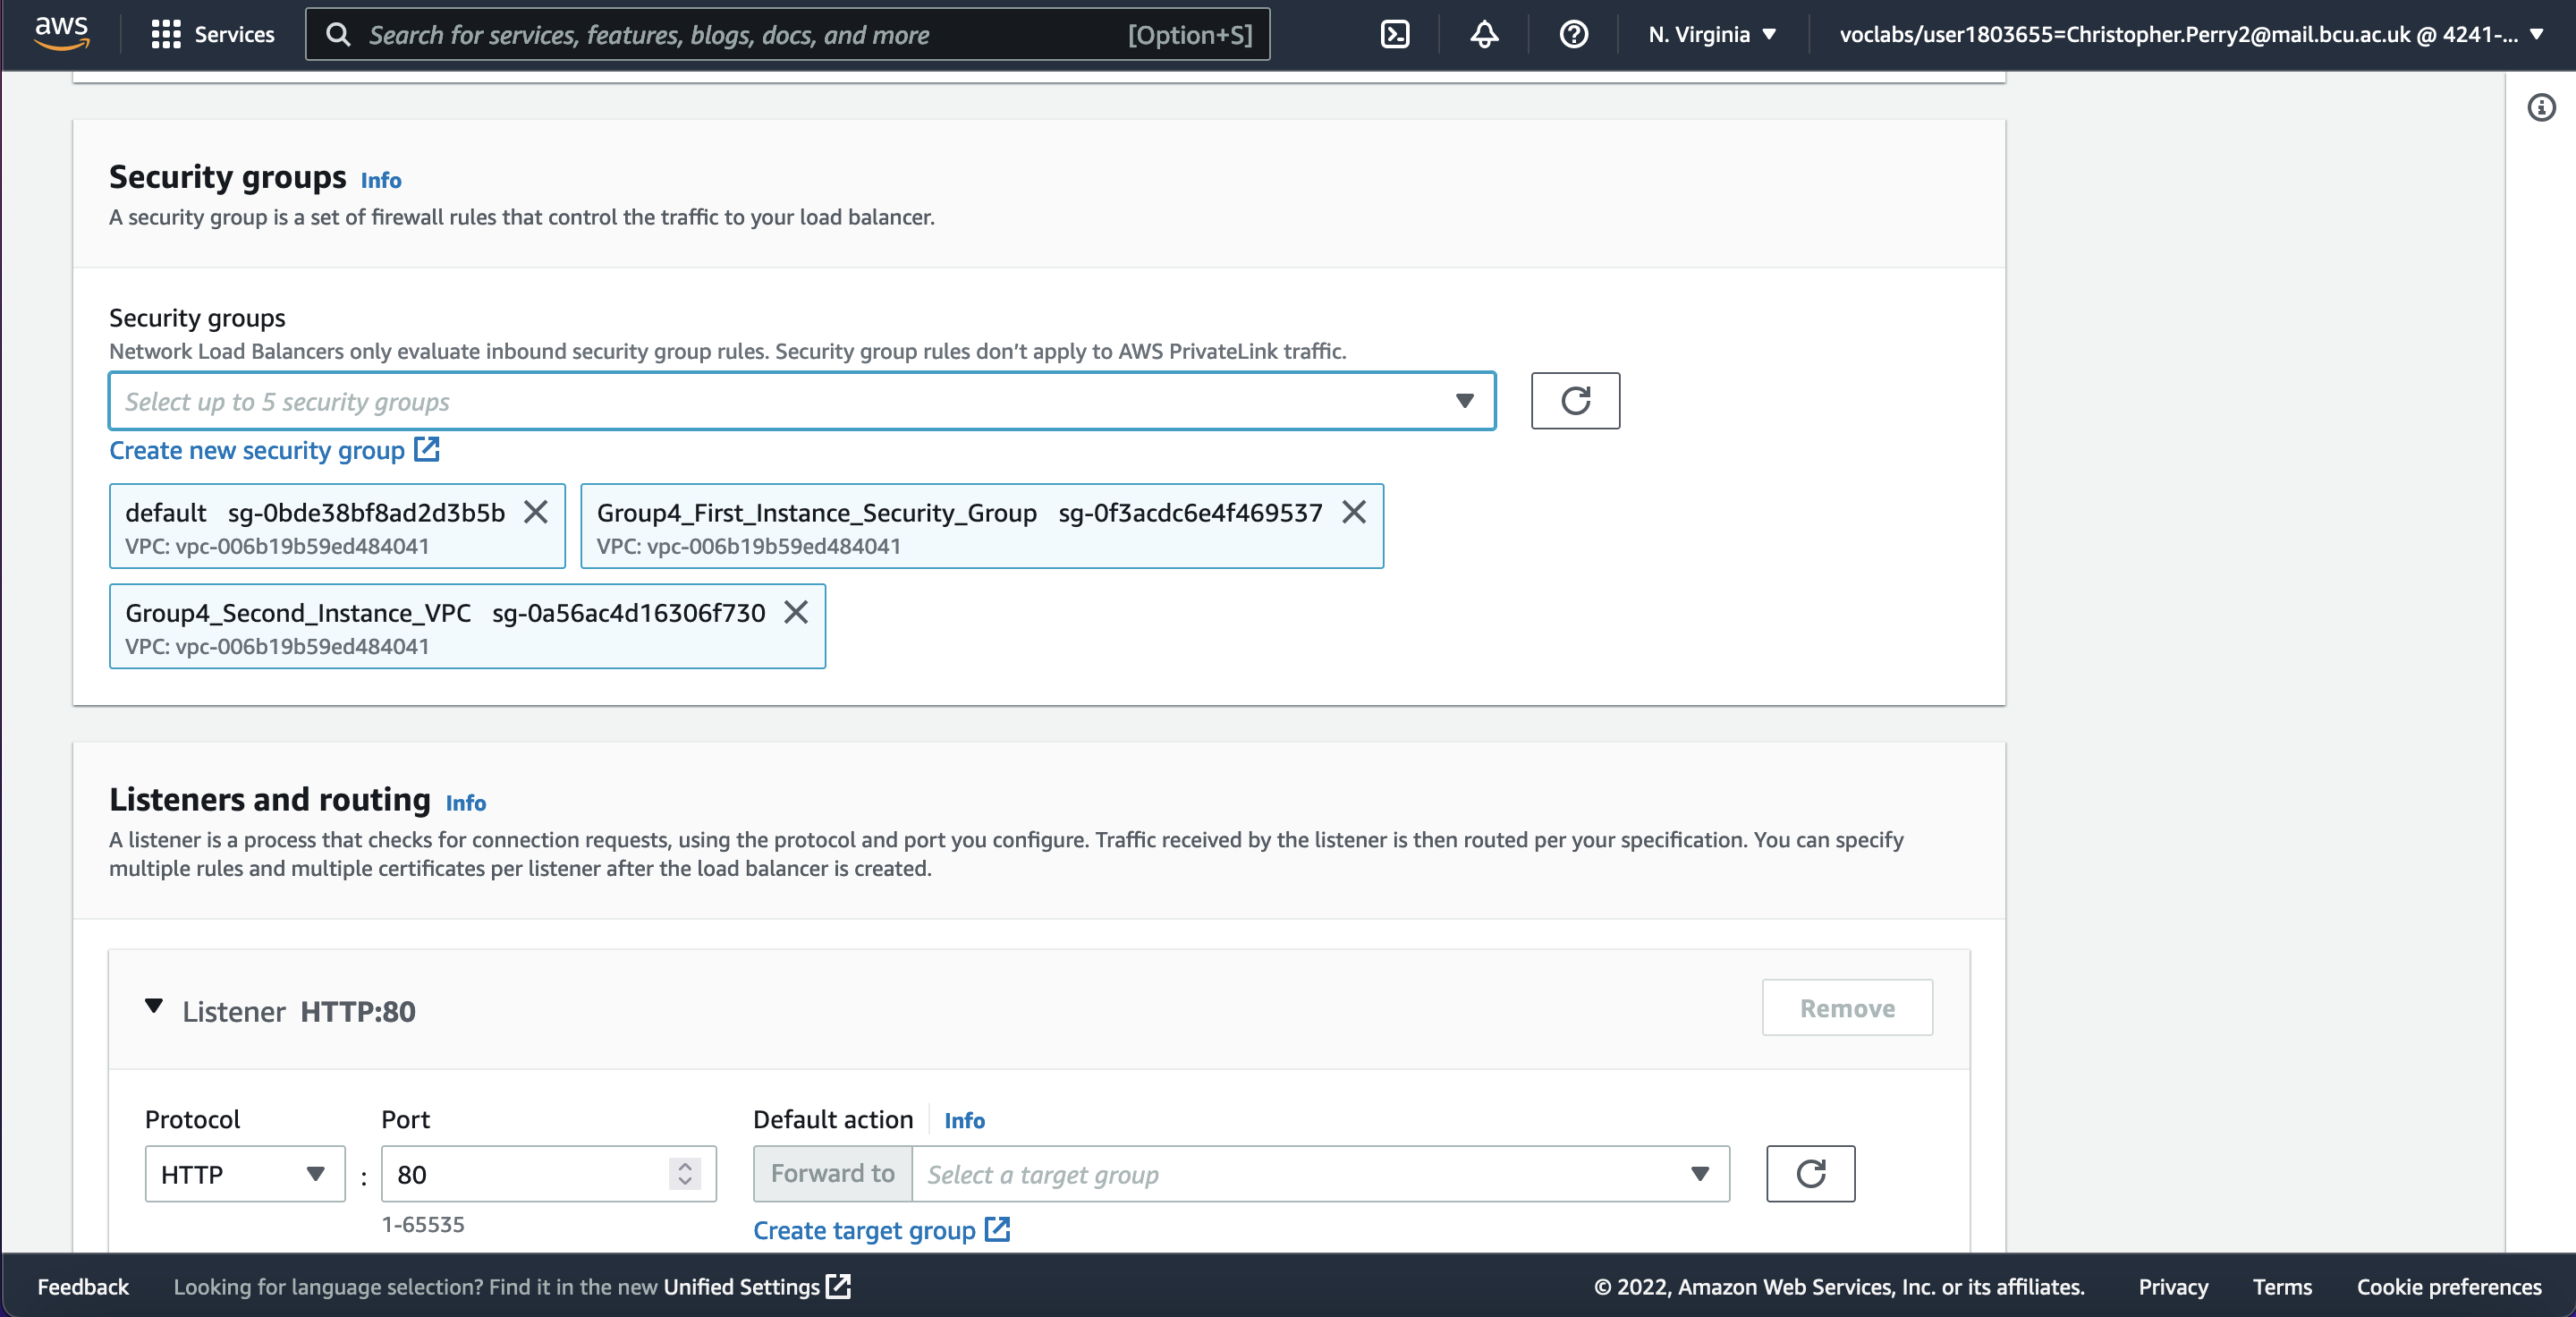 aws Services Search for services, features, blogs, docs, and more [Option+S] N. Virginia voclabs/user1803655=Christopher.Perry2@mail.bcu.ac.uk @ 4241-...
Security groups Info
A security group is a set of firewall rules that control the traffic to your load balancer.
Security groups
Network Load Balancers only evaluate inbound security group rules. Security group rules don't apply to AWS PrivateLink traffic.
Select up to 5 security groups
Create new security group
default sg-0bde38bf8ad2d3b5b
VPC: vpc-006b19b59ed484041
Group4_First_Instance_Security_Group sg-0f3acdc6e4f469537
VPC: vpc-006b19b59ed484041
Group4_Second_Instance_VPC sg-0a56ac4d16306f730
VPC: vpc-006b19b59ed484041
Listeners and routing Info
A listener is a process that checks for connection requests, using the protocol and port you configure. Traffic received by the listener is then routed per your specification. You can specify
multiple rules and multiple certificates per listener after the load balancer is created.
Listener HTTP:80
Remove
Protocol Port Default action Info
HTTP : 80 Forward to Select a target group
1-65535
Create target group
Feedback Looking for language selection? Find it in the new Unified Settings © 2022, Amazon Web Services, Inc. or its affiliates. Privacy Terms Cookie preferences